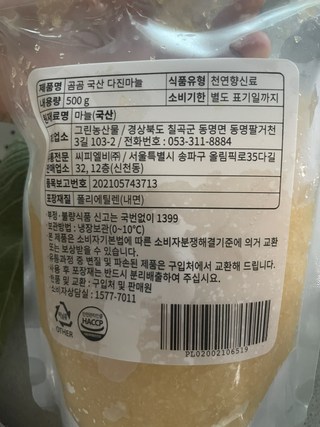 제품명 곰곰 국산 다진마늘 식품유형 천연향신료
내용량 500 g 소비기한 별도 표기일까지
원재료명 마늘(국산)
업소 그린농산물 / 경상북도 칠곡군 동명면 동명팔거천
3길 103-2 / 전화번호 : 053-311-8884
유통전문 씨피엘비㈜ / 서울특별시 송파구 올림픽로35다길
판매업소 32, 12층(신천동)
품목보고번호 202105743713
포장재질 폴리에틸렌(내면)
부정·불량식품 신고는 국번없이 1399
보관방법 : 냉장보관(0~10℃)
본 제품은 소비자기본법에 따른 소비자분쟁해결기준에 의거 교환
또는 보상받을 수 있습니다.
유통과정 중 변질 및 파손된 제품은 구입처에서 교환해 드립니다.
사용 후 포장재는 반드시 분리배출하여 주십시요.
반품 및 교환 : 구입처 및 판매원
소비자상담실 : 1577-7011
OTHER
HACCP
PL02002106519